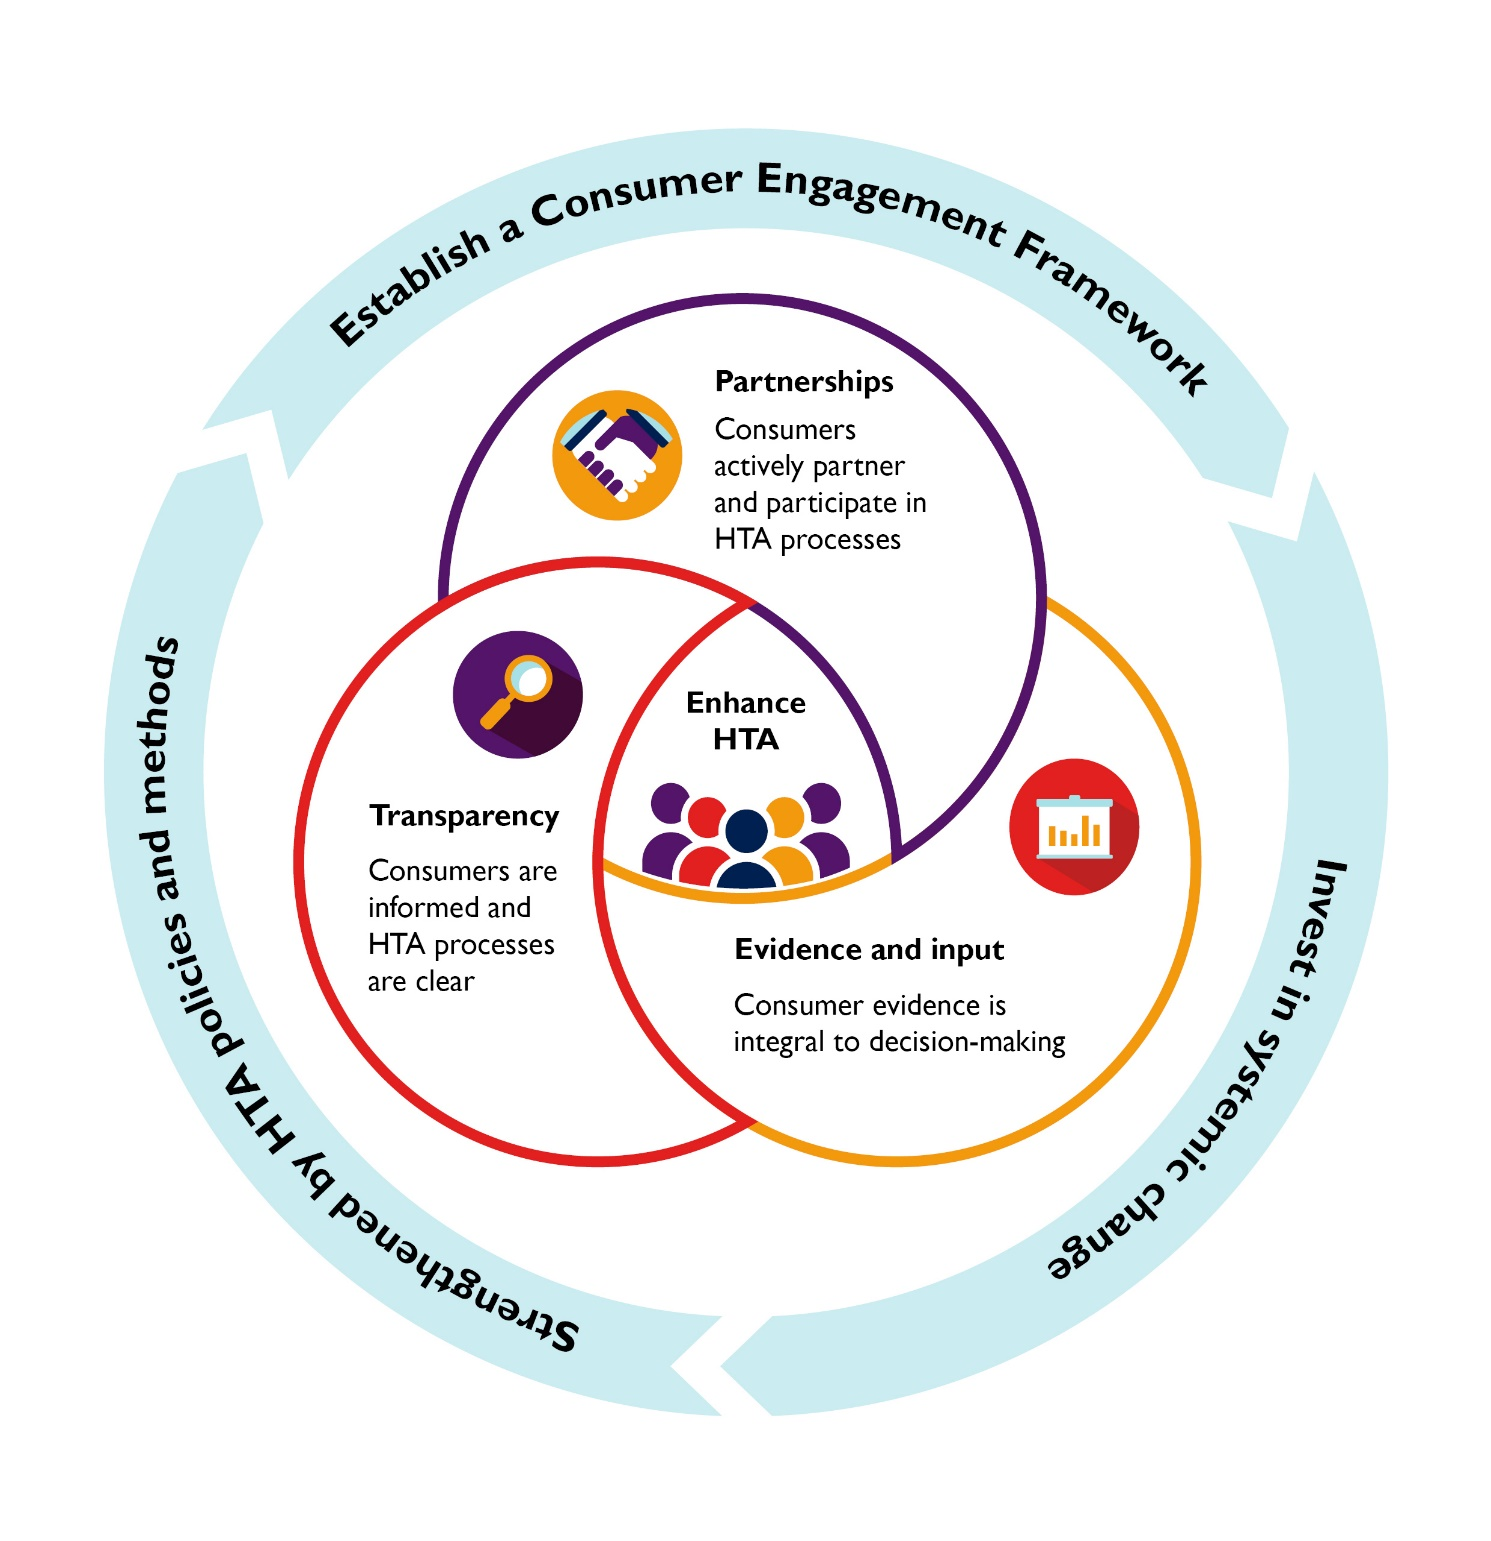 Establish a Consumer Engagement Framework
Partnerships
Consumers
actively partner
and participate in
HTA processes
Enhance
HTA
Transparency
Consumers are
informed and
HTA processes
are clear
Evidence and input
Consumer evidence is
integral to decision-making
Invest in systemic change
Strengthened by HTA policies and methods